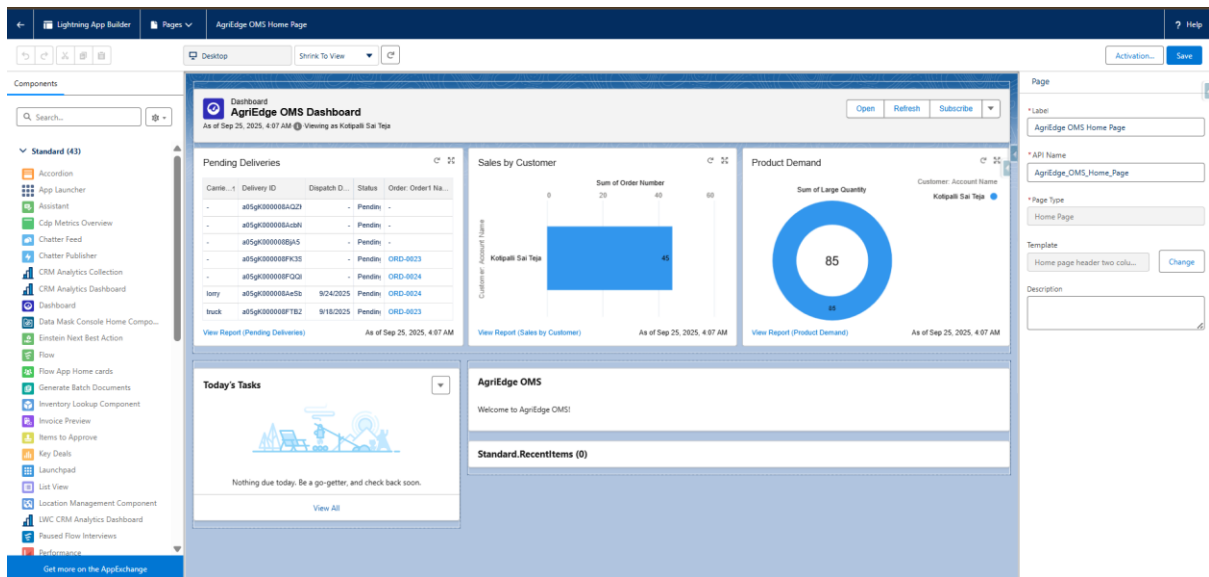 Lightning App Builder
Pages
AgriEdge OMS Home Page
? Help
Desktop
Shrink To View
Activation...
Save
Components
Search...
Standard (43)
Accordion
App Launcher
Assistant
Cdp Metrics Overview
Chatter Feed
Chatter Publisher
CRM Analytics Collection
CRM Analytics Dashboard
Dashboard
Data Mask Console Home Compo...
Einstein Next Best Action
Flow
Flow App Home cards
Generate Batch Documents
Inventory Lookup Component
Invoice Preview
Items to Approve
Key Deals
Launchpad
List View
Location Management Component
LWC CRM Analytics Dashboard
Paused Flow Interviews
Performance
Get more on the AppExchange
Dashboard
AgriEdge OMS Dashboard
As of Sep 25, 2025, 4:07 AM Viewing as Kotipalli Sai Teja
Open
Refresh
Subscribe
Pending Deliveries
Carrie... ↑ Delivery ID Dispatch D... Status Order: Order1 Na...
- - Pending -
- a05gK000008AcbN - Pending -
- a05gK000008BjA5 - Pending -
- a05gK000008FK35 - Pending ORD-0023
- - Pending ORD-0024
lorry a05gK000008AeSb 9/24/2025 Pending ORD-0024
truck a05gK000008FTBZ 9/18/2025 Pending ORD-0023
View Report (Pending Deliveries)
As of Sep 25, 2025, 4:07 AM
Sales by Customer
Sum of Order Number
0 20 40 60
Customer: Account Name
Kotipalli Sai Teja
45
View Report (Sales by Customer)
As of Sep 25, 2025, 4:07 AM
Product Demand
Customer: Account Name
Sum of Large Quantity
Kotipalli Sai Teja
85
85
View Report (Product Demand)
As of Sep 25, 2025, 4:07 AM
Today's Tasks
Nothing due today. Be a go-getter, and check back soon.
View All
AgriEdge OMS
Welcome to AgriEdge OMS!
Standard.RecentItems (0)
Page
*Label
AgriEdge OMS Home Page
*API Name
AgriEdge_OMS_Home_Page
*Page Type
Home Page
Template
Home page header two colu...
Change
Description